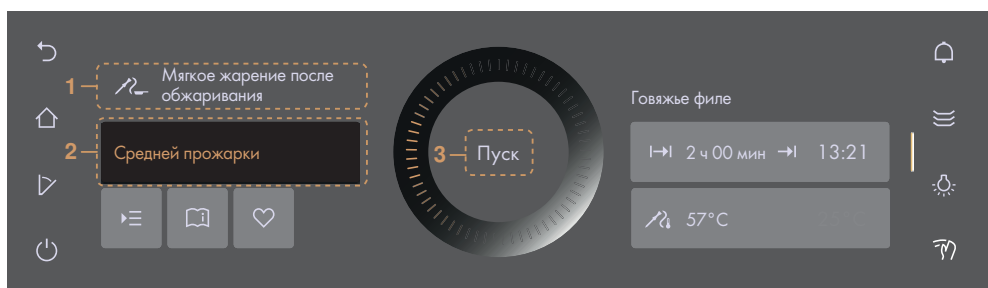 1
Мягкое жарение после
обжаривания
2
Средней прожарки
3
Пуск
Говяжье филе
2 ч 00 мин
13:21
57°C